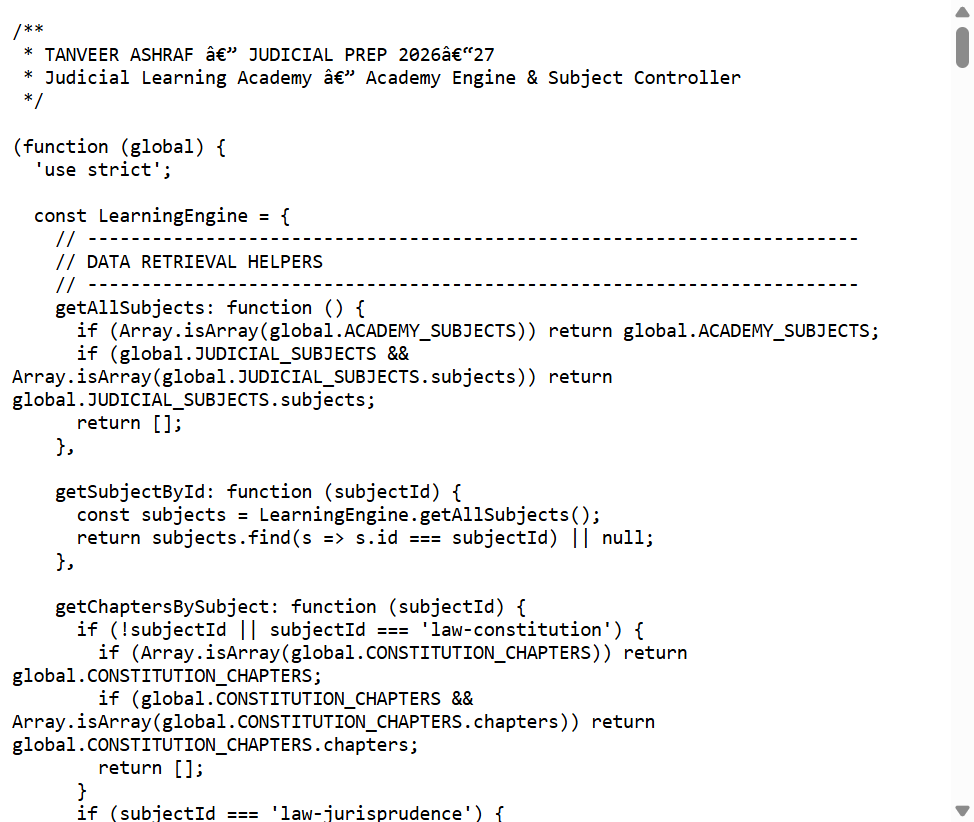 /**
 * TANVEER ASHRAF â€” JUDICIAL PREP 2026â€“27
 * Judicial Learning Academy â€” Academy Engine & Subject Controller
 */

(function (global) {
  'use strict';

  const LearningEngine = {
    // ------------------------------------------------------------------------
    // DATA RETRIEVAL HELPERS
    // ------------------------------------------------------------------------
    getAllSubjects: function () {
      if (Array.isArray(global.ACADEMY_SUBJECTS)) return global.ACADEMY_SUBJECTS;
      if (global.JUDICIAL_SUBJECTS &&
Array.isArray(global.JUDICIAL_SUBJECTS.subjects)) return
global.JUDICIAL_SUBJECTS.subjects;
      return [];
    },

    getSubjectById: function (subjectId) {
      const subjects = LearningEngine.getAllSubjects();
      return subjects.find(s => s.id === subjectId) || null;
    },

    getChaptersBySubject: function (subjectId) {
      if (!subjectId || subjectId === 'law-constitution') {
        if (Array.isArray(global.CONSTITUTION_CHAPTERS)) return
global.CONSTITUTION_CHAPTERS;
        if (global.CONSTITUTION_CHAPTERS &&
Array.isArray(global.CONSTITUTION_CHAPTERS.chapters)) return
global.CONSTITUTION_CHAPTERS.chapters;
        return [];
      }
      if (subjectId === 'law-jurisprudence') {